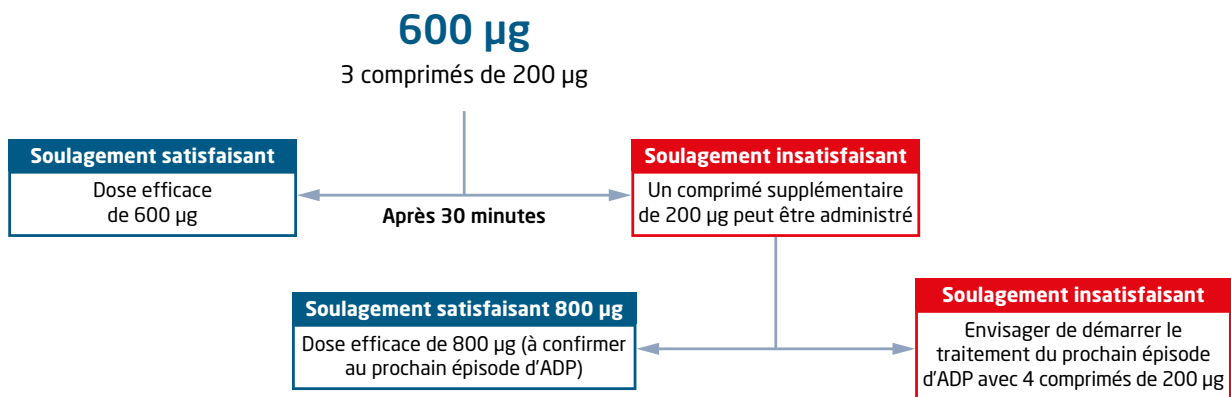 600 µg
3 comprimés de 200 µg
Soulagement satisfaisant
Dose efficace
de 600 µg
Après 30 minutes
Soulagement insatisfaisant
Un comprimé supplémentaire
de 200 µg peut être administré
Soulagement satisfaisant 800 µg
Dose efficace de 800 µg (à confirmer
au prochain épisode d’ADP)
Soulagement insatisfaisant
Envisager de démarrer le
traitement du prochain épisode
d’ADP avec 4 comprimés de 200 µg